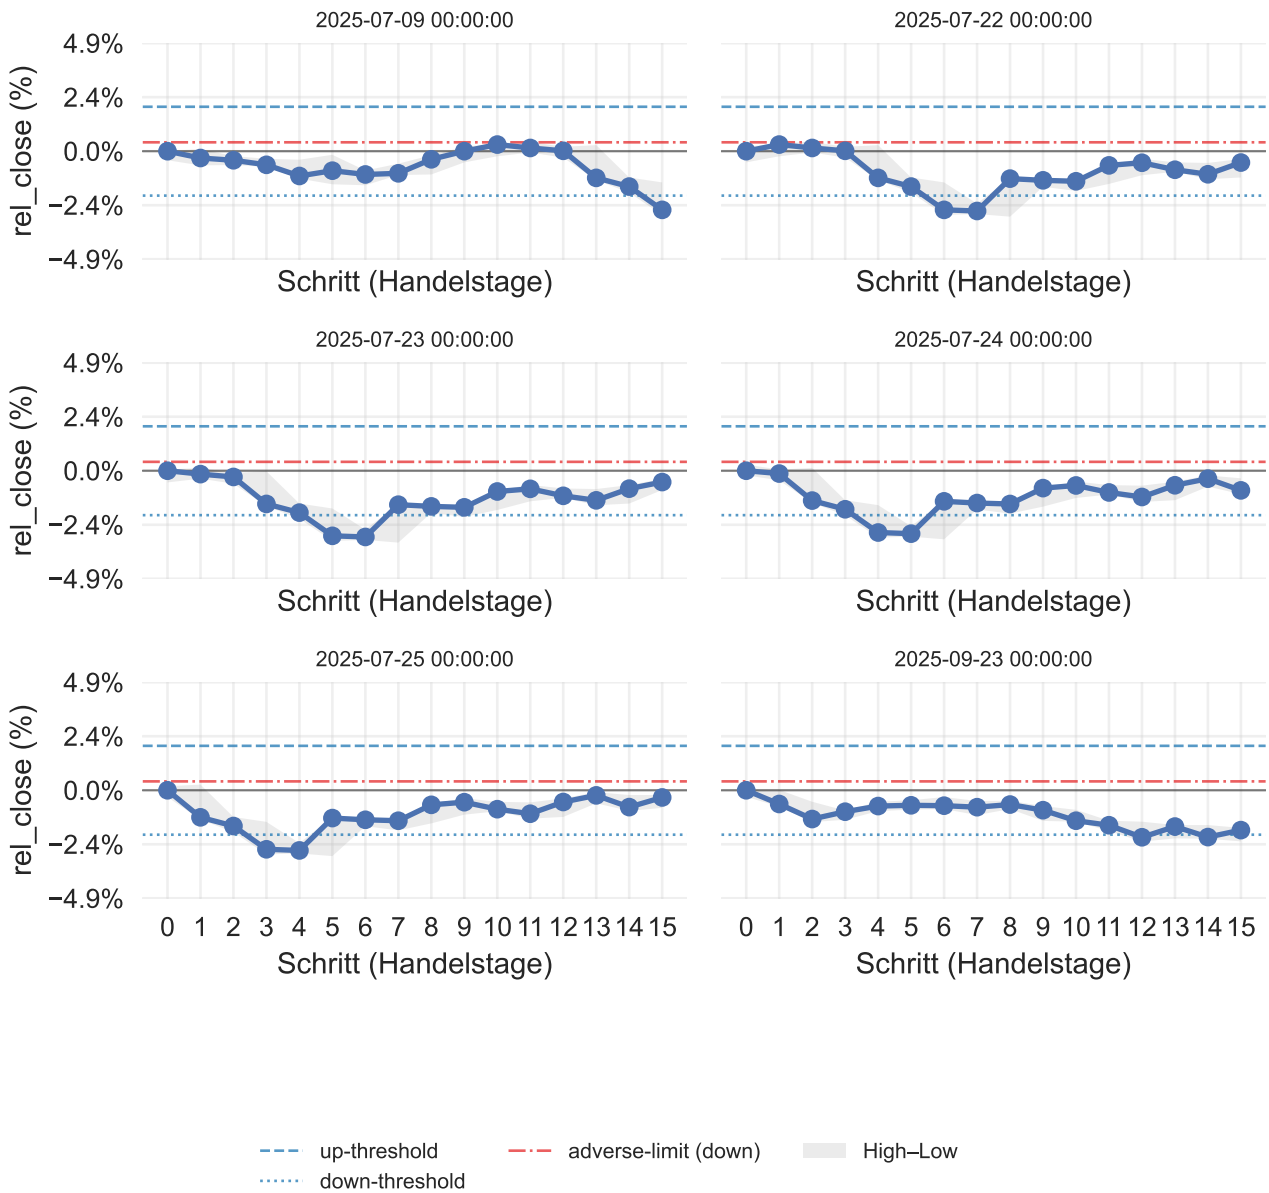 2025-07-09 00:00:00
2025-07-22 00:00:00
4.9%
2.4%
0.0%
−2.4%
−4.9%
rel_close (%)
Schritt (Handelstage)
Schritt (Handelstage)
2025-07-23 00:00:00
2025-07-24 00:00:00
4.9%
2.4%
0.0%
−2.4%
−4.9%
rel_close (%)
Schritt (Handelstage)
Schritt (Handelstage)
2025-07-25 00:00:00
2025-09-23 00:00:00
4.9%
2.4%
0.0%
−2.4%
−4.9%
rel_close (%)
0 1 2 3 4 5 6 7 8 9 10 11 12 13 14 15
0 1 2 3 4 5 6 7 8 9 10 11 12 13 14 15
Schritt (Handelstage)
Schritt (Handelstage)
up-threshold
down-threshold
adverse-limit (down)
High–Low